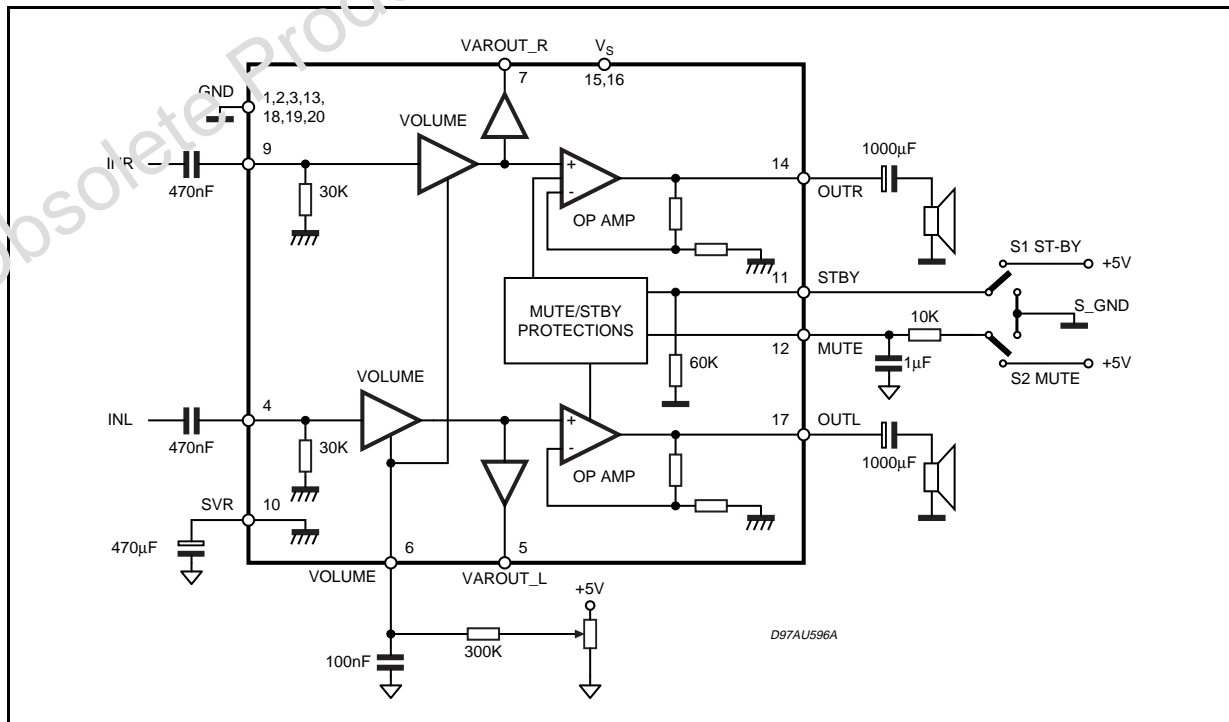 Obsolete Prod
VAROUT_R
VS
7
15,16
GND
1,2,3,13,
18,19,20
VOLUME
9
14
1000µF
470nF
30K
OUTR
OP AMP
S1 ST-BY
+5V
11
STBY
S_GND
MUTE/STBY
PROTECTIONS
10K
12
MUTE
1µF
60K
+5V
S2 MUTE
VOLUME
INL
4
17
OUTL
470nF
30K
1000µF
OP AMP
SVR
10
470µF
6
5
VOLUME
VAROUT_L
+5V
300K
100nF
D97AU596A